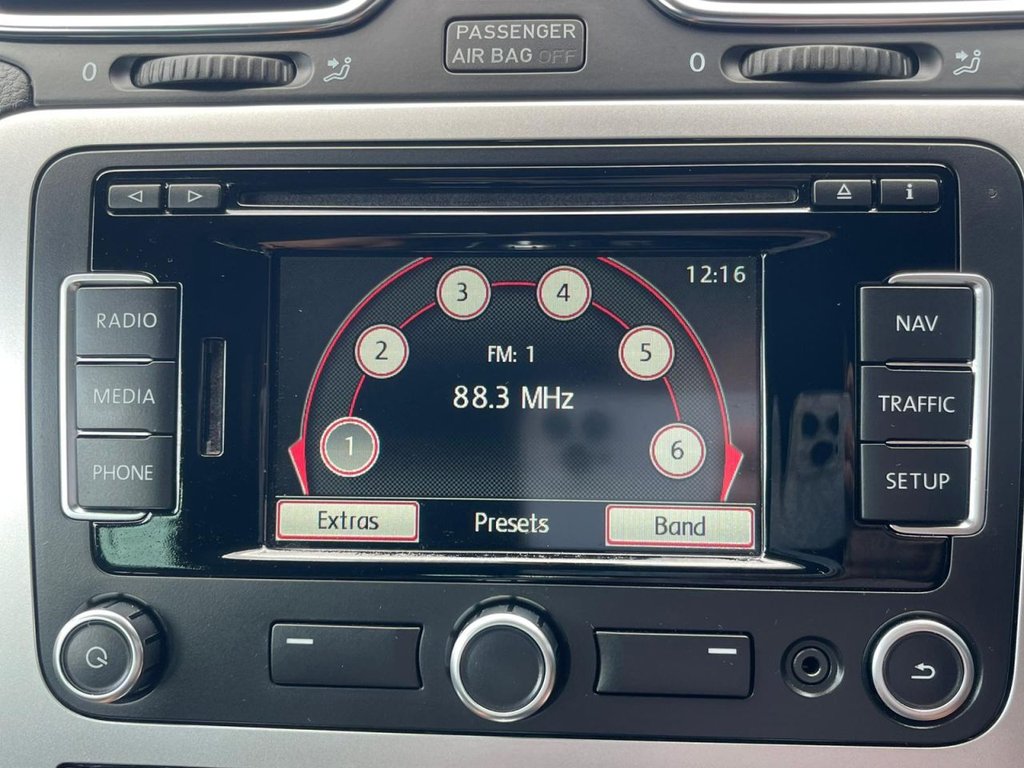 PASSENGER
AIR BAG OFF
0
0
i
12:16
3
4
RADIO
NAV
2
FM: 1
5
88.3 MHz
MEDIA
TRAFFIC
1
6
PHONE
SETUP
Extras
Presets
Band